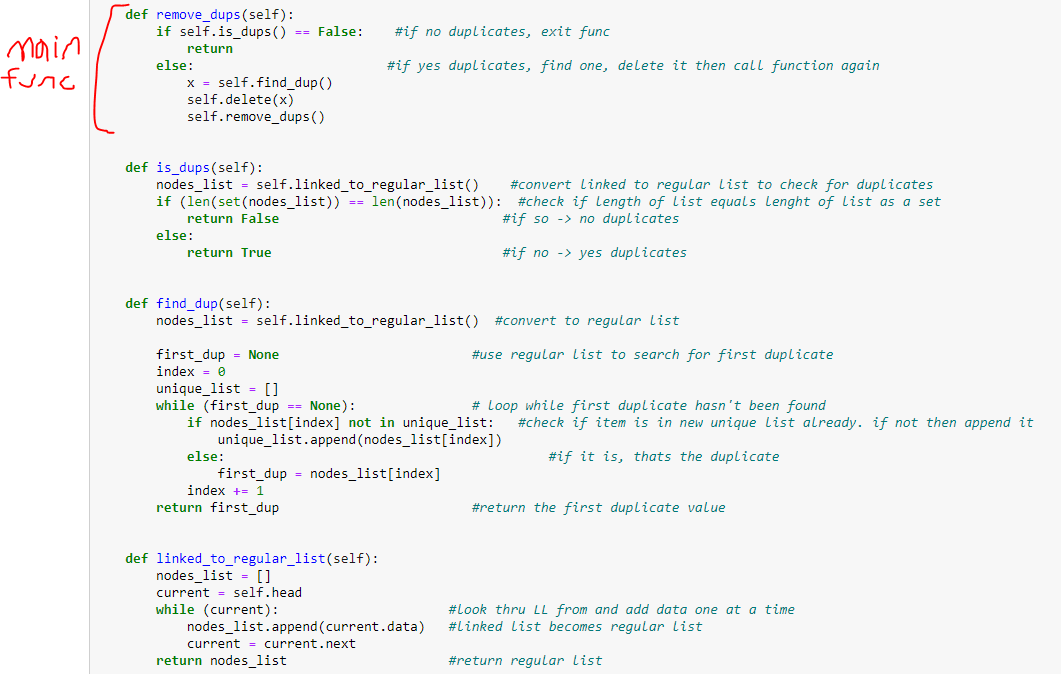 main
func
def remove_dups(self):
if self.is_dups() == False:    #if no duplicates, exit func
return
else:    #if yes duplicates, find one, delete it then call function again
x = self.find_dup()
self.delete(x)
self.remove_dups()
def is_dups(self):
nodes_list = self.linked_to_regular_list()    #convert linked to regular list to check for duplicates
if (len(set(nodes_list)) == len(nodes_list)):  #check if length of list equals lenght of list as a set
return False    #if so -> no duplicates
else:
return True    #if no -> yes duplicates
def find_dup(self):
nodes_list = self.linked_to_regular_list()  #convert to regular list
first_dup = None    #use regular list to search for first duplicate
index = 0
unique_list = []
while (first_dup == None):    # loop while first duplicate hasn't been found
if nodes_list[index] not in unique_list:   #check if item is in new unique list already. if not then append it
unique_list.append(nodes_list[index])
else:    #if it is, thats the duplicate
first_dup = nodes_list[index]
index += 1
return first_dup    #return the first duplicate value
def linked_to_regular_list(self):
nodes_list = []
current = self.head
while (current):    #look thru LL from and add data one at a time
nodes_list.append(current.data)   #linked list becomes regular list
current = current.next
return nodes_list    #return regular list